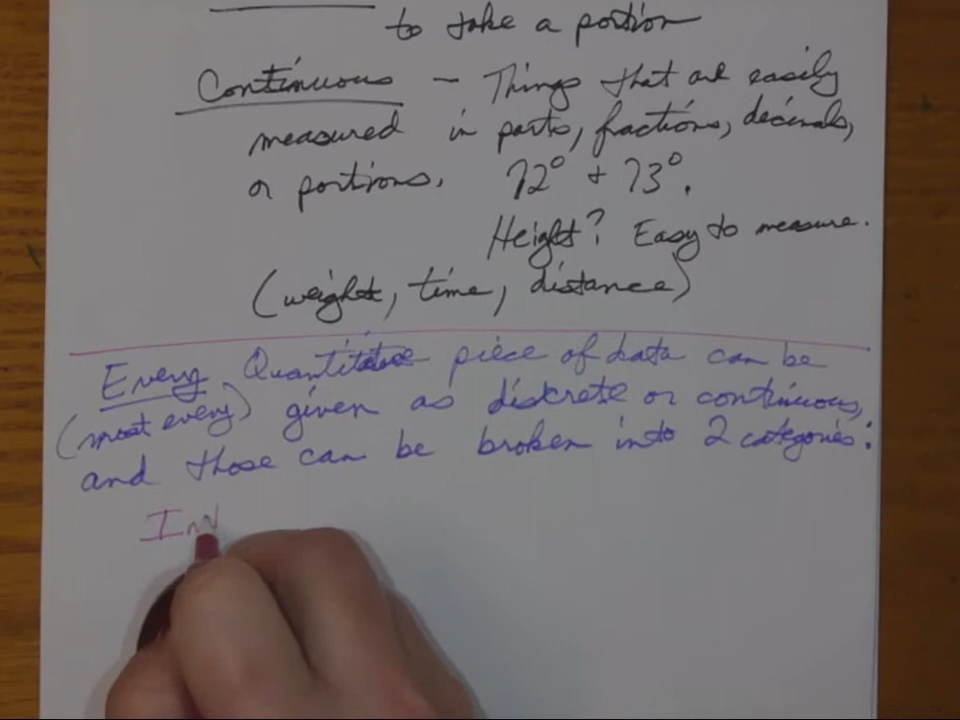 to take a portion
Continuous - Things that are easily
measured in parts, fractions, decimals,
or portions. 72° + 73°.
Height? Easy to measure.
(weight, time, distance)
Every Quantitative piece of data can be
(most every) given as discrete or continuous,
and those can be broken into 2 categories:
In